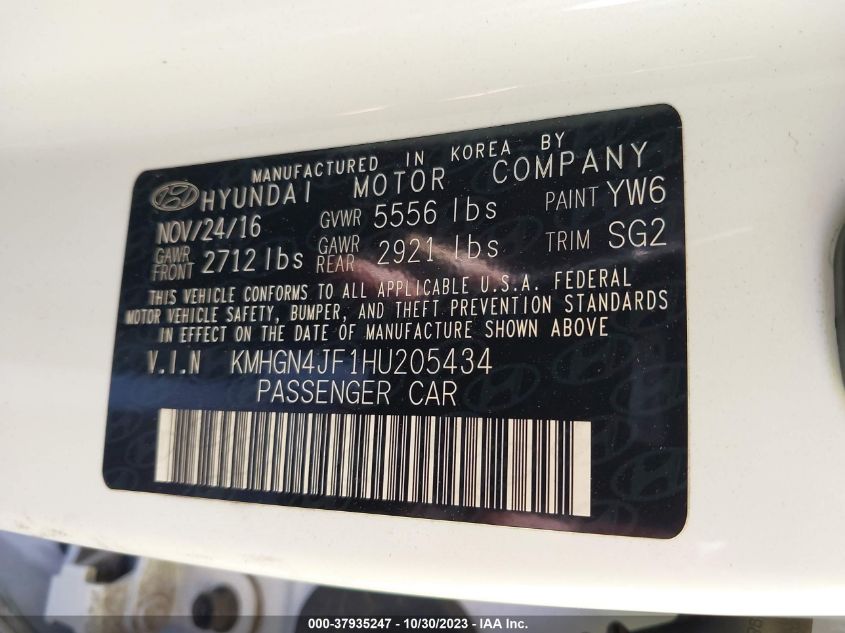 MANUFACTURED IN KOREA BY
HYUNDAI MOTOR COMPANY
NOV/24/16 GVWR 5556 lbs PAINT YW6
GAWR FRONT 2712 lbs GAWR REAR 2921 lbs TRIM SG2
THIS VEHICLE CONFORMS TO ALL APPLICABLE U.S.A. FEDERAL
MOTOR VEHICLE SAFETY, BUMPER, AND THEFT PREVENTION STANDARDS
IN EFFECT ON THE DATE OF MANUFACTURE SHOWN ABOVE
V.I.N KMHGN4JF1HU205434
PASSENGER CAR
000-37935247 - 10/30/2023 - IAA Inc.